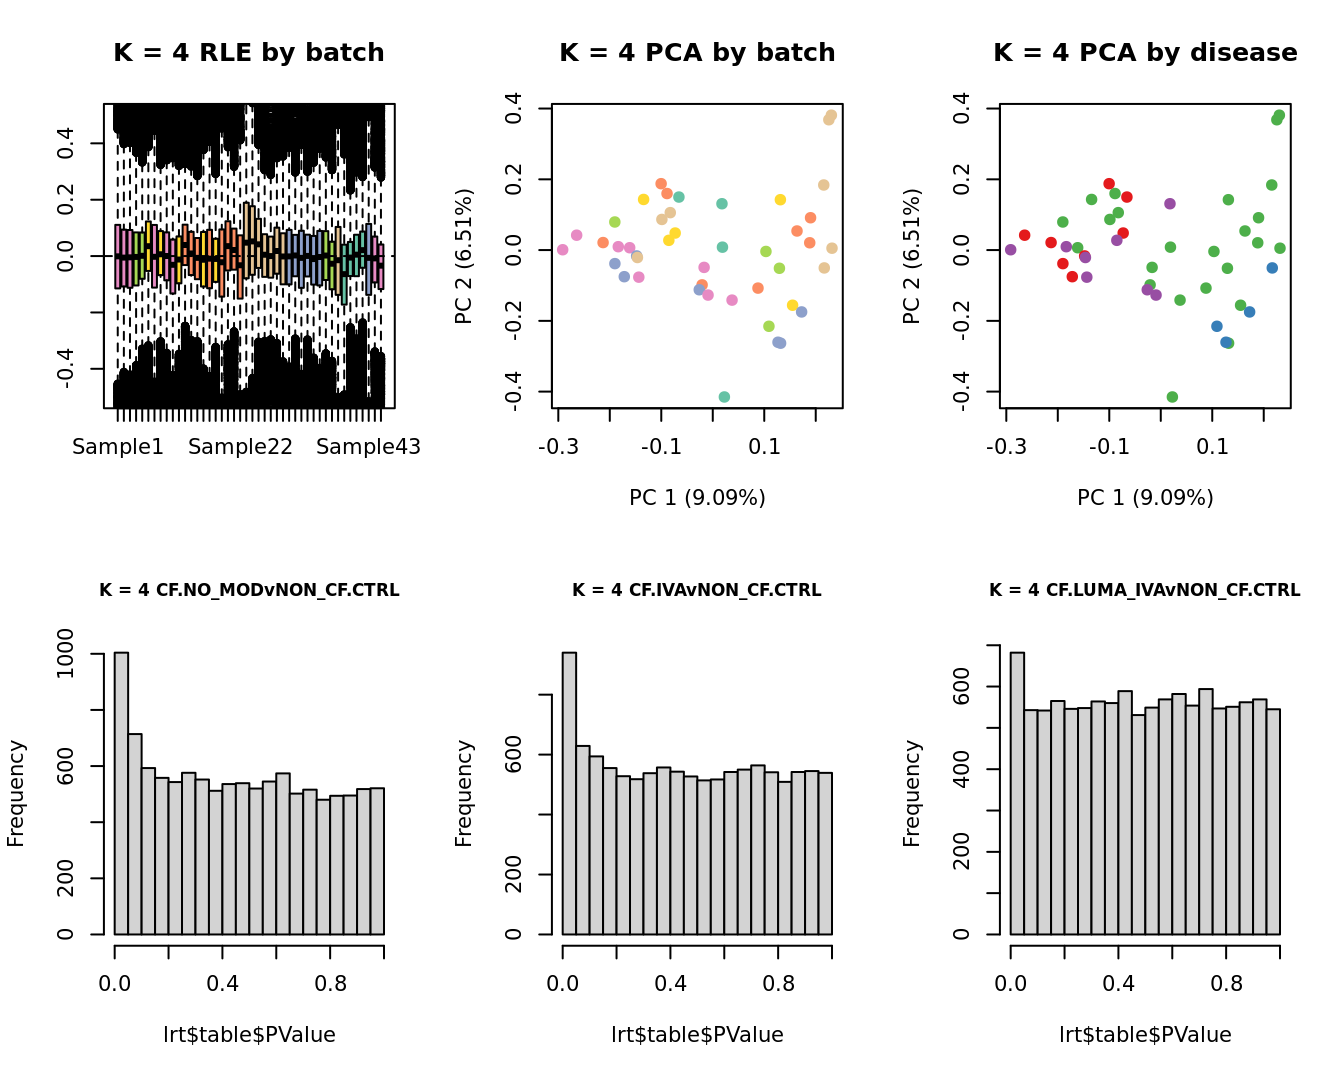 K = 4 RLE by batch
0.4
0.2
0.0
-0.4
Sample1 Sample22 Sample43
K = 4 PCA by batch
PC 2 (6.51%)
0.4
0.2
0.0
-0.2
-0.4
-0.3 -0.1 0.1
PC 1 (9.09%)
K = 4 PCA by disease
PC 2 (6.51%)
0.4
0.2
0.0
-0.2
-0.4
-0.3 -0.1 0.1
PC 1 (9.09%)
K = 4 CF.NO_MODvNON_CF.CTRL
Frequency
1000
600
200
0
0.0 0.4 0.8
lrt$table$PValue
K = 4 CF.IVAvNON_CF.CTRL
Frequency
600
200
0
0.0 0.4 0.8
lrt$table$PValue
K = 4 CF.LUMA_IVAvNON_CF.CTRL
Frequency
600
400
200
0
0.0 0.4 0.8
lrt$table$PValue